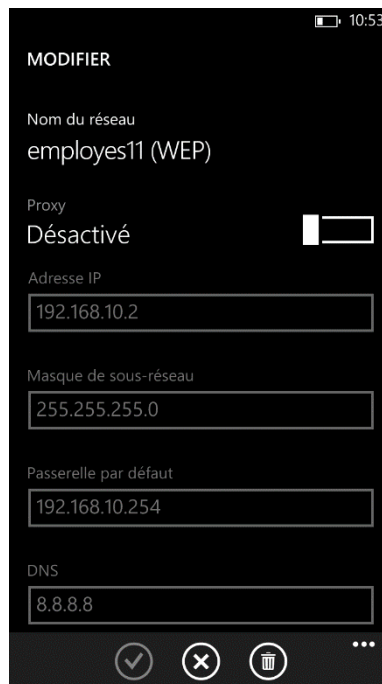 10:53
MODIFIER
Nom du réseau
employes11 (WEP)
Proxy
Désactivé
Adresse IP
192.168.10.2
Masque de sous-réseau
255.255.255.0
Passerelle par défaut
192.168.10.254
DNS
8.8.8.8